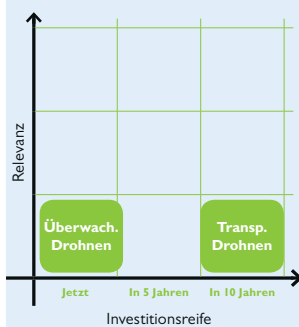 Relevanz
Überwach.
Drohnen
Transp.
Drohnen
Jetzt
In 5 Jahren
In 10 Jahren
Investitionsreife